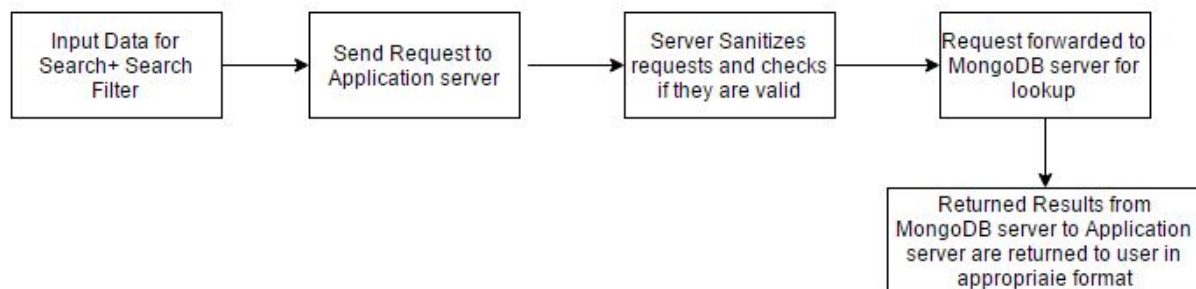 Input Data for
Search+ Search
Filter
Send Request to
Application server
Server Sanitizes
requests and checks
if they are valid
Request forwarded to
MongoDB server for
lookup
Returned Results from
MongoDB server to Application
server are returned to user in
appropriaie format